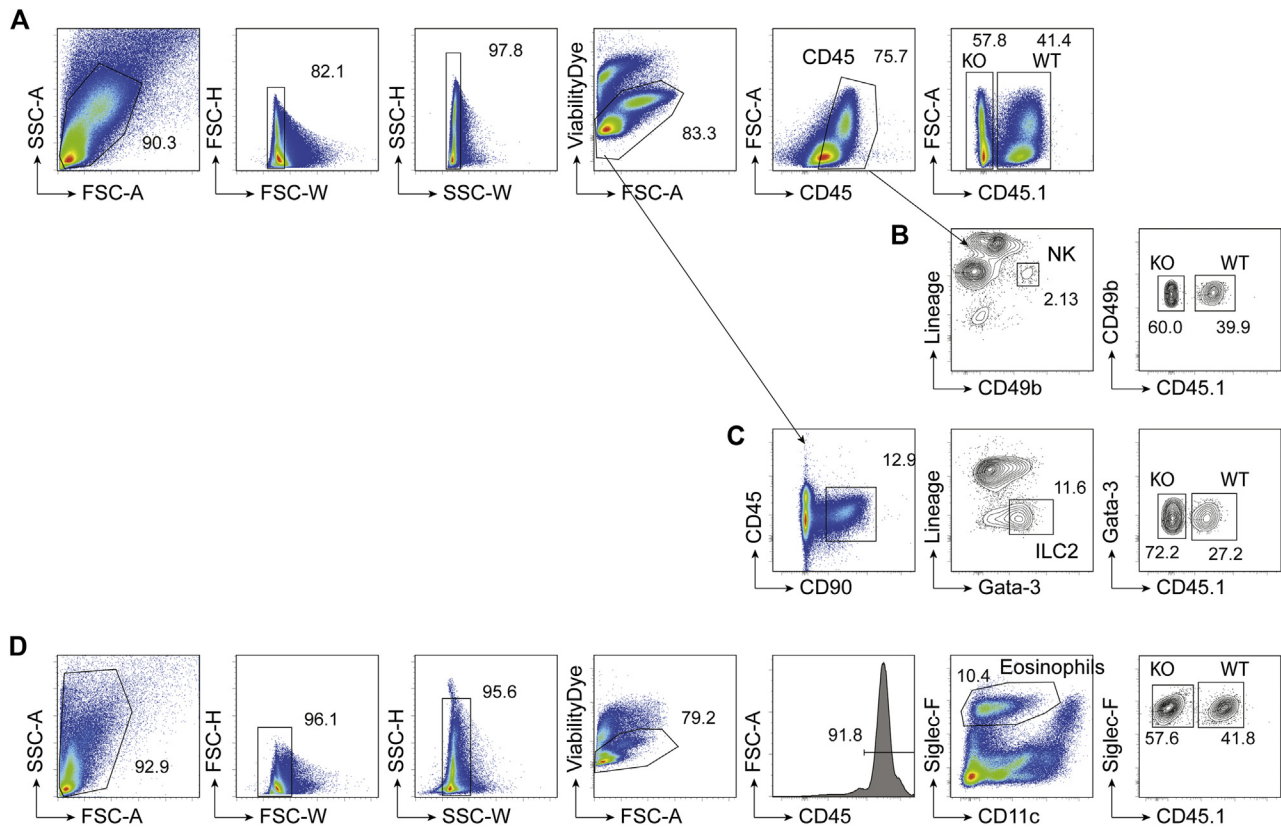 A
SSC-A
90.3
FSC-A
FSC-H
82.1
FSC-W
SSC-H
97.8
SSC-W
ViabilityDye
83.3
FSC-A
FSC-A
CD45
75.7
CD45
FSC-A
57.8
41.4
KO
WT
CD45.1
B
Lineage
NK
2.13
CD49b
CD49b
KO
WT
60.0
39.9
CD45.1
C
CD45
12.9
CD90
Lineage
11.6
ILC2
Gata-3
Gata-3
KO
WT
72.2
27.2
CD45.1
D
SSC-A
92.9
FSC-A
FSC-H
96.1
FSC-W
SSC-H
95.6
SSC-W
ViabilityDye
79.2
FSC-A
FSC-A
91.8
CD45
Siglec-F
10.4
Eosinophils
CD11c
Siglec-F
KO
WT
57.6
41.8
CD45.1